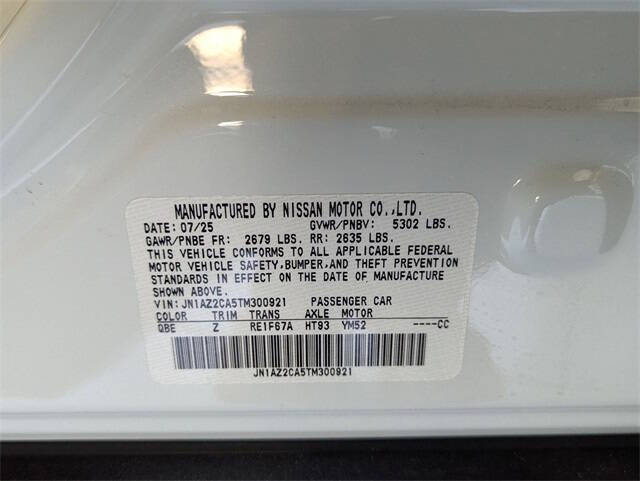 MANUFACTURED BY NISSAN MOTOR CO.,LTD.
DATE: 07/25 GVWR/PNBV: 5302 LBS.
GAWR/PNBE FR: 2679 LBS. RR: 2635 LBS.
THIS VEHICLE CONFORMS TO ALL APPLICABLE FEDERAL
MOTOR VEHICLE SAFETY,BUMPER,AND THEFT PREVENTION
STANDARDS IN EFFECT ON THE DATE OF MANUFACTURE
SHOWN ABOVE.
VIN: JN1AZ2CA5TM300921 PASSENGER CAR
COLOR TRIM TRANS AXLE MOTOR
QBE Z RE1F67A HT93 YM52 ----CC
JN1AZ2CA5TM300921